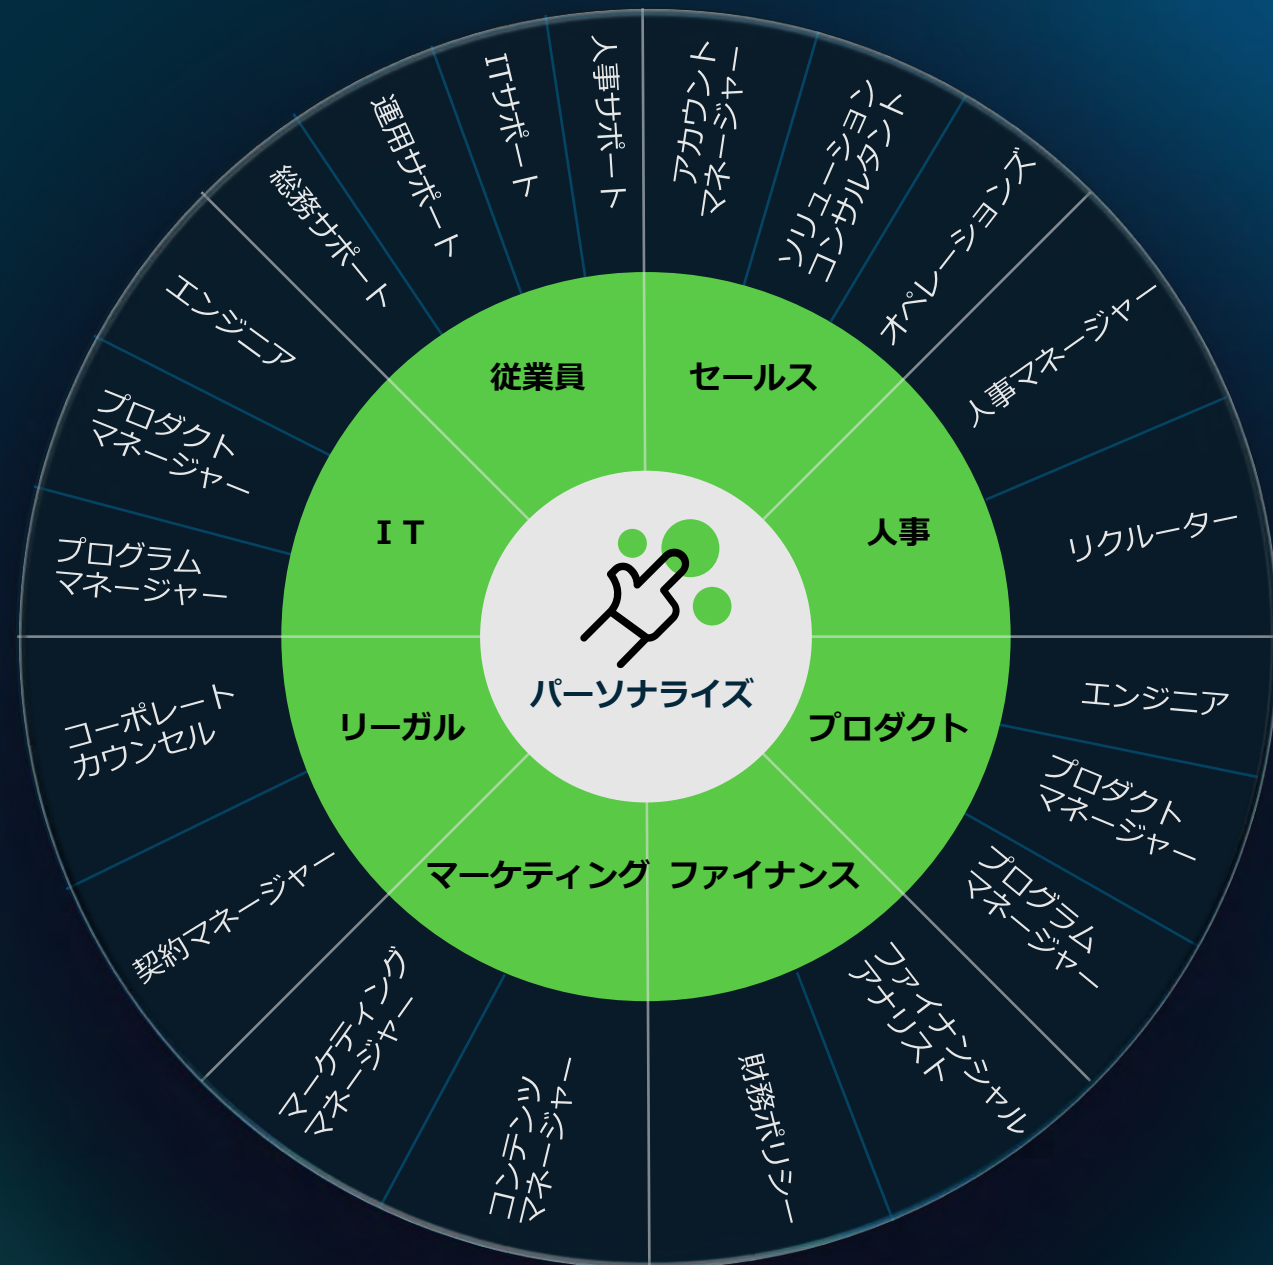 パーソナライズ
セールス
アカウント
マネージャー
ソリューション
コンサルタント
オペレーションズ
人事
人事マネージャー
リクルーター
プロダクト
エンジニア
プロダクト
マネージャー
プログラム
マネージャー
ファイナンス
ファイナンシャル
アナリスト
財務ポリシー
マーケティング
コンテンツ
マネージャー
マーケティング
マネージャー
リーガル
契約マネージャー
コーポレート
カウンセル
IT
プログラム
マネージャー
プロダクト
マネージャー
エンジニア
従業員
総務サポート
運用サポート
ITサポート
人事サポート